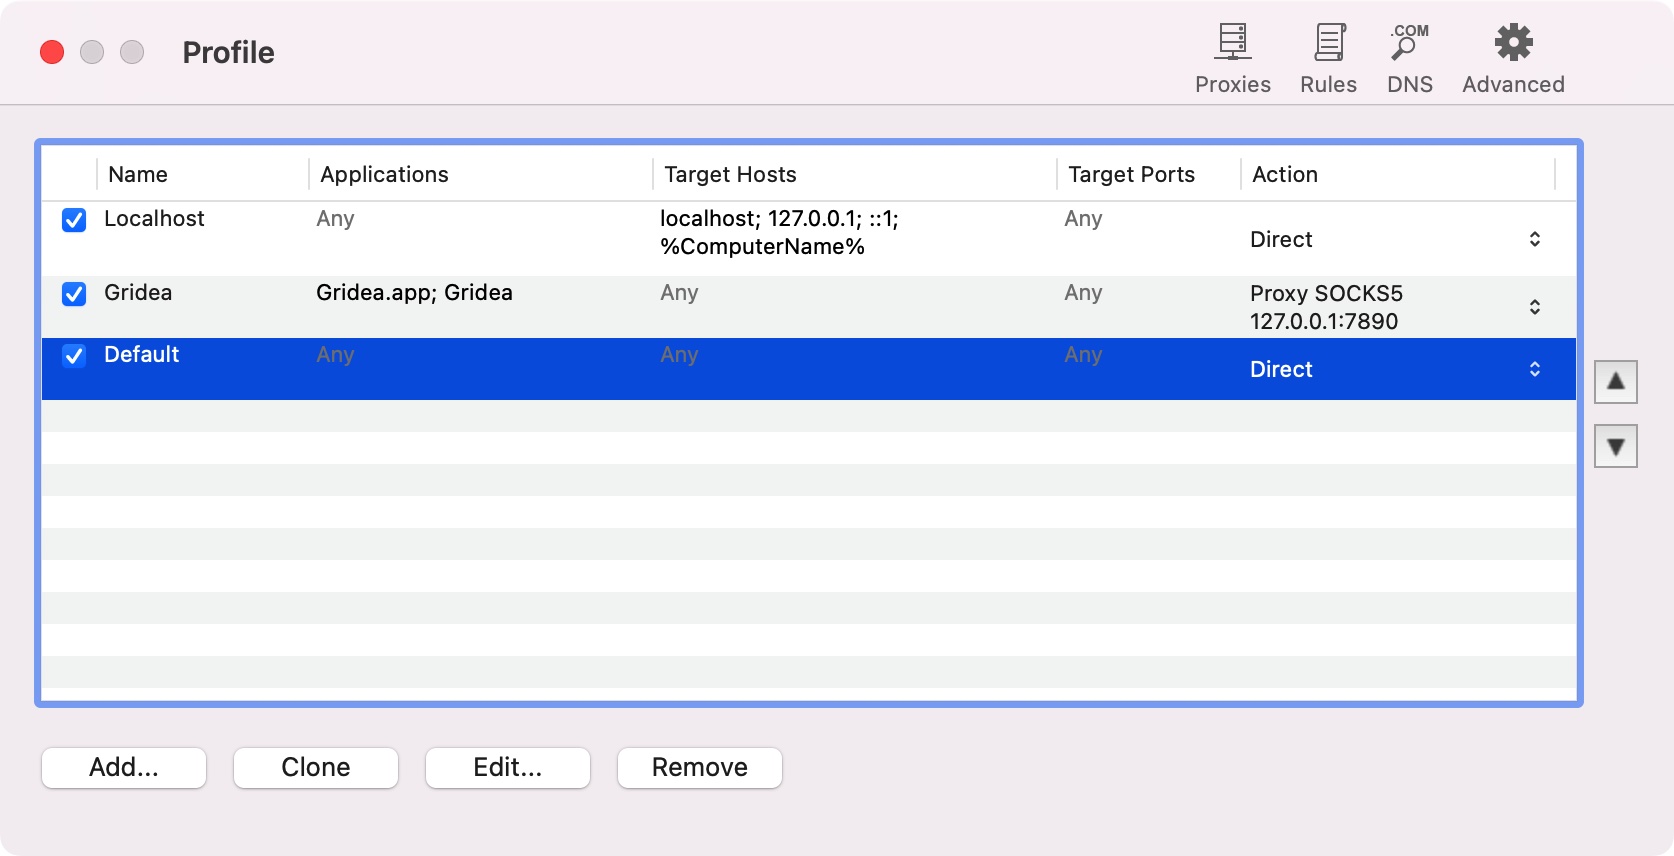 Profile
.COM
Proxies Rules DNS Advanced
Name Applications Target Hosts Target Ports Action
Localhost Any localhost; 127.0.0.1; ::1; Any
%ComputerName%
Direct
Gridea Gridea.app; Gridea Any Any Proxy SOCKS5
127.0.0.1:7890
Default Any Any Any
Direct
Add... Clone Edit... Remove